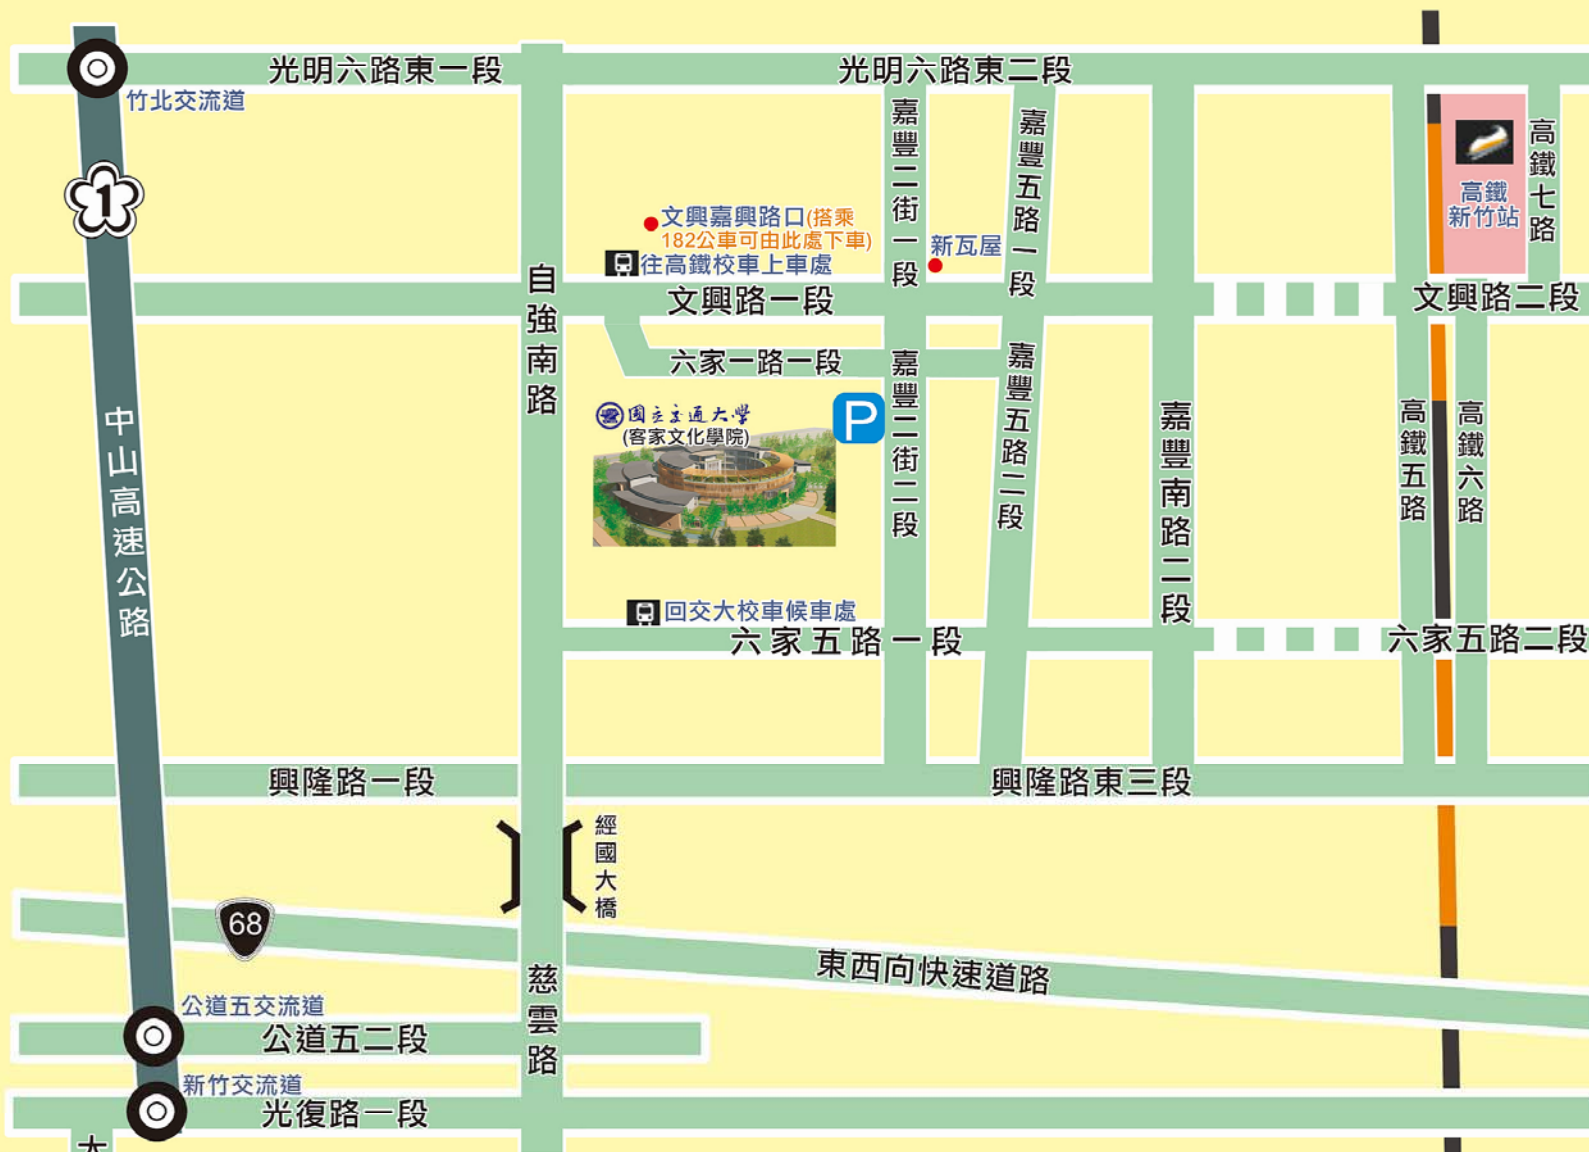 光明六路東一段
光明六路東二段
竹北交流道
1
嘉豐二街一段
嘉豐五路一段
高鐵七路
高鐵
新竹站
文興嘉興路口(搭乘
182公車可由此處下車)
往高鐵校車上車處
新瓦屋
自強南路
文興路一段
文興路二段
六家一路一段
嘉豐二街二段
嘉豐五路二段
嘉豐南路二段
高鐵五路
高鐵六路
中山高速公路
國立交通大學
(客家文化學院)
P
回交大校車候車處
六家五路一段
六家五路二段
興隆路一段
興隆路東三段
經國大橋
68
東西向快速道路
慈雲路
公道五交流道
公道五二段
新竹交流道
光復路一段
大